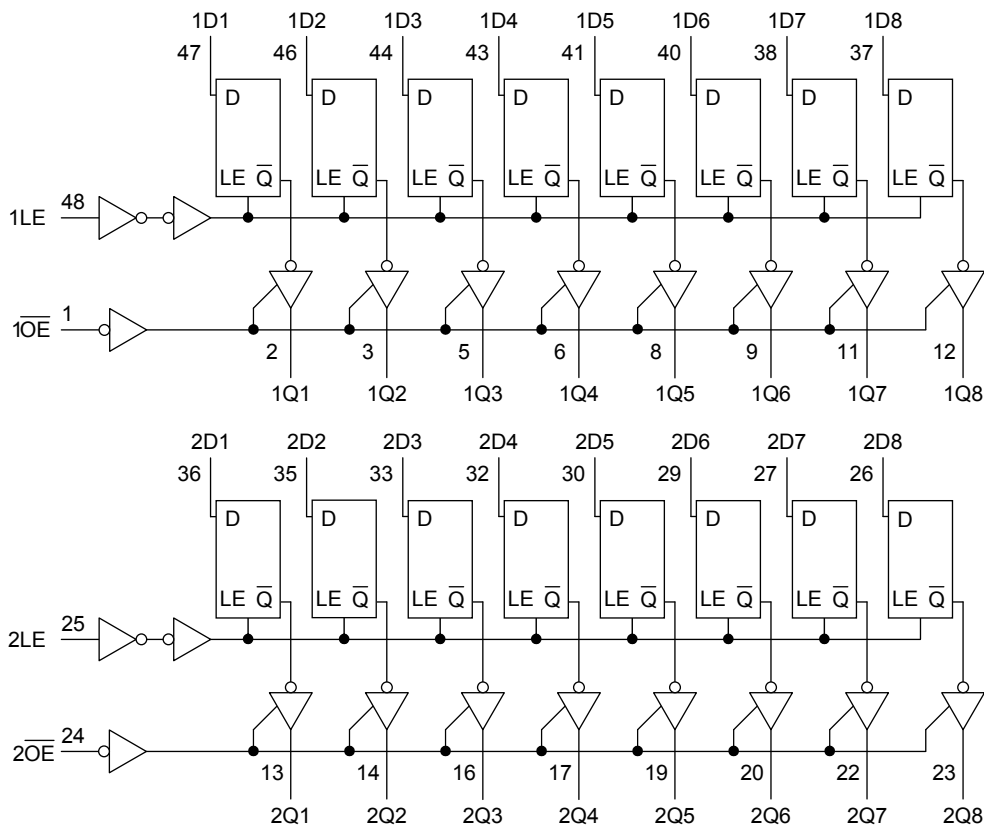 1D1 1D2 1D3 1D4 1D5 1D6 1D7 1D8
47 46 44 43 41 40 38 37
D D D D D D D D
LE Q̅ LE Q̅ LE Q̅ LE Q̅ LE Q̅ LE Q̅ LE Q̅ LE Q̅
1LE 48
1O̅E̅ 1
2 3 5 6 8 9 11 12
1Q1 1Q2 1Q3 1Q4 1Q5 1Q6 1Q7 1Q8
2D1 2D2 2D3 2D4 2D5 2D6 2D7 2D8
36 35 33 32 30 29 27 26
D D D D D D D D
LE Q̅ LE Q̅ LE Q̅ LE Q̅ LE Q̅ LE Q̅ LE Q̅ LE Q̅
2LE 25
2O̅E̅ 24
13 14 16 17 19 20 22 23
2Q1 2Q2 2Q3 2Q4 2Q5 2Q6 2Q7 2Q8